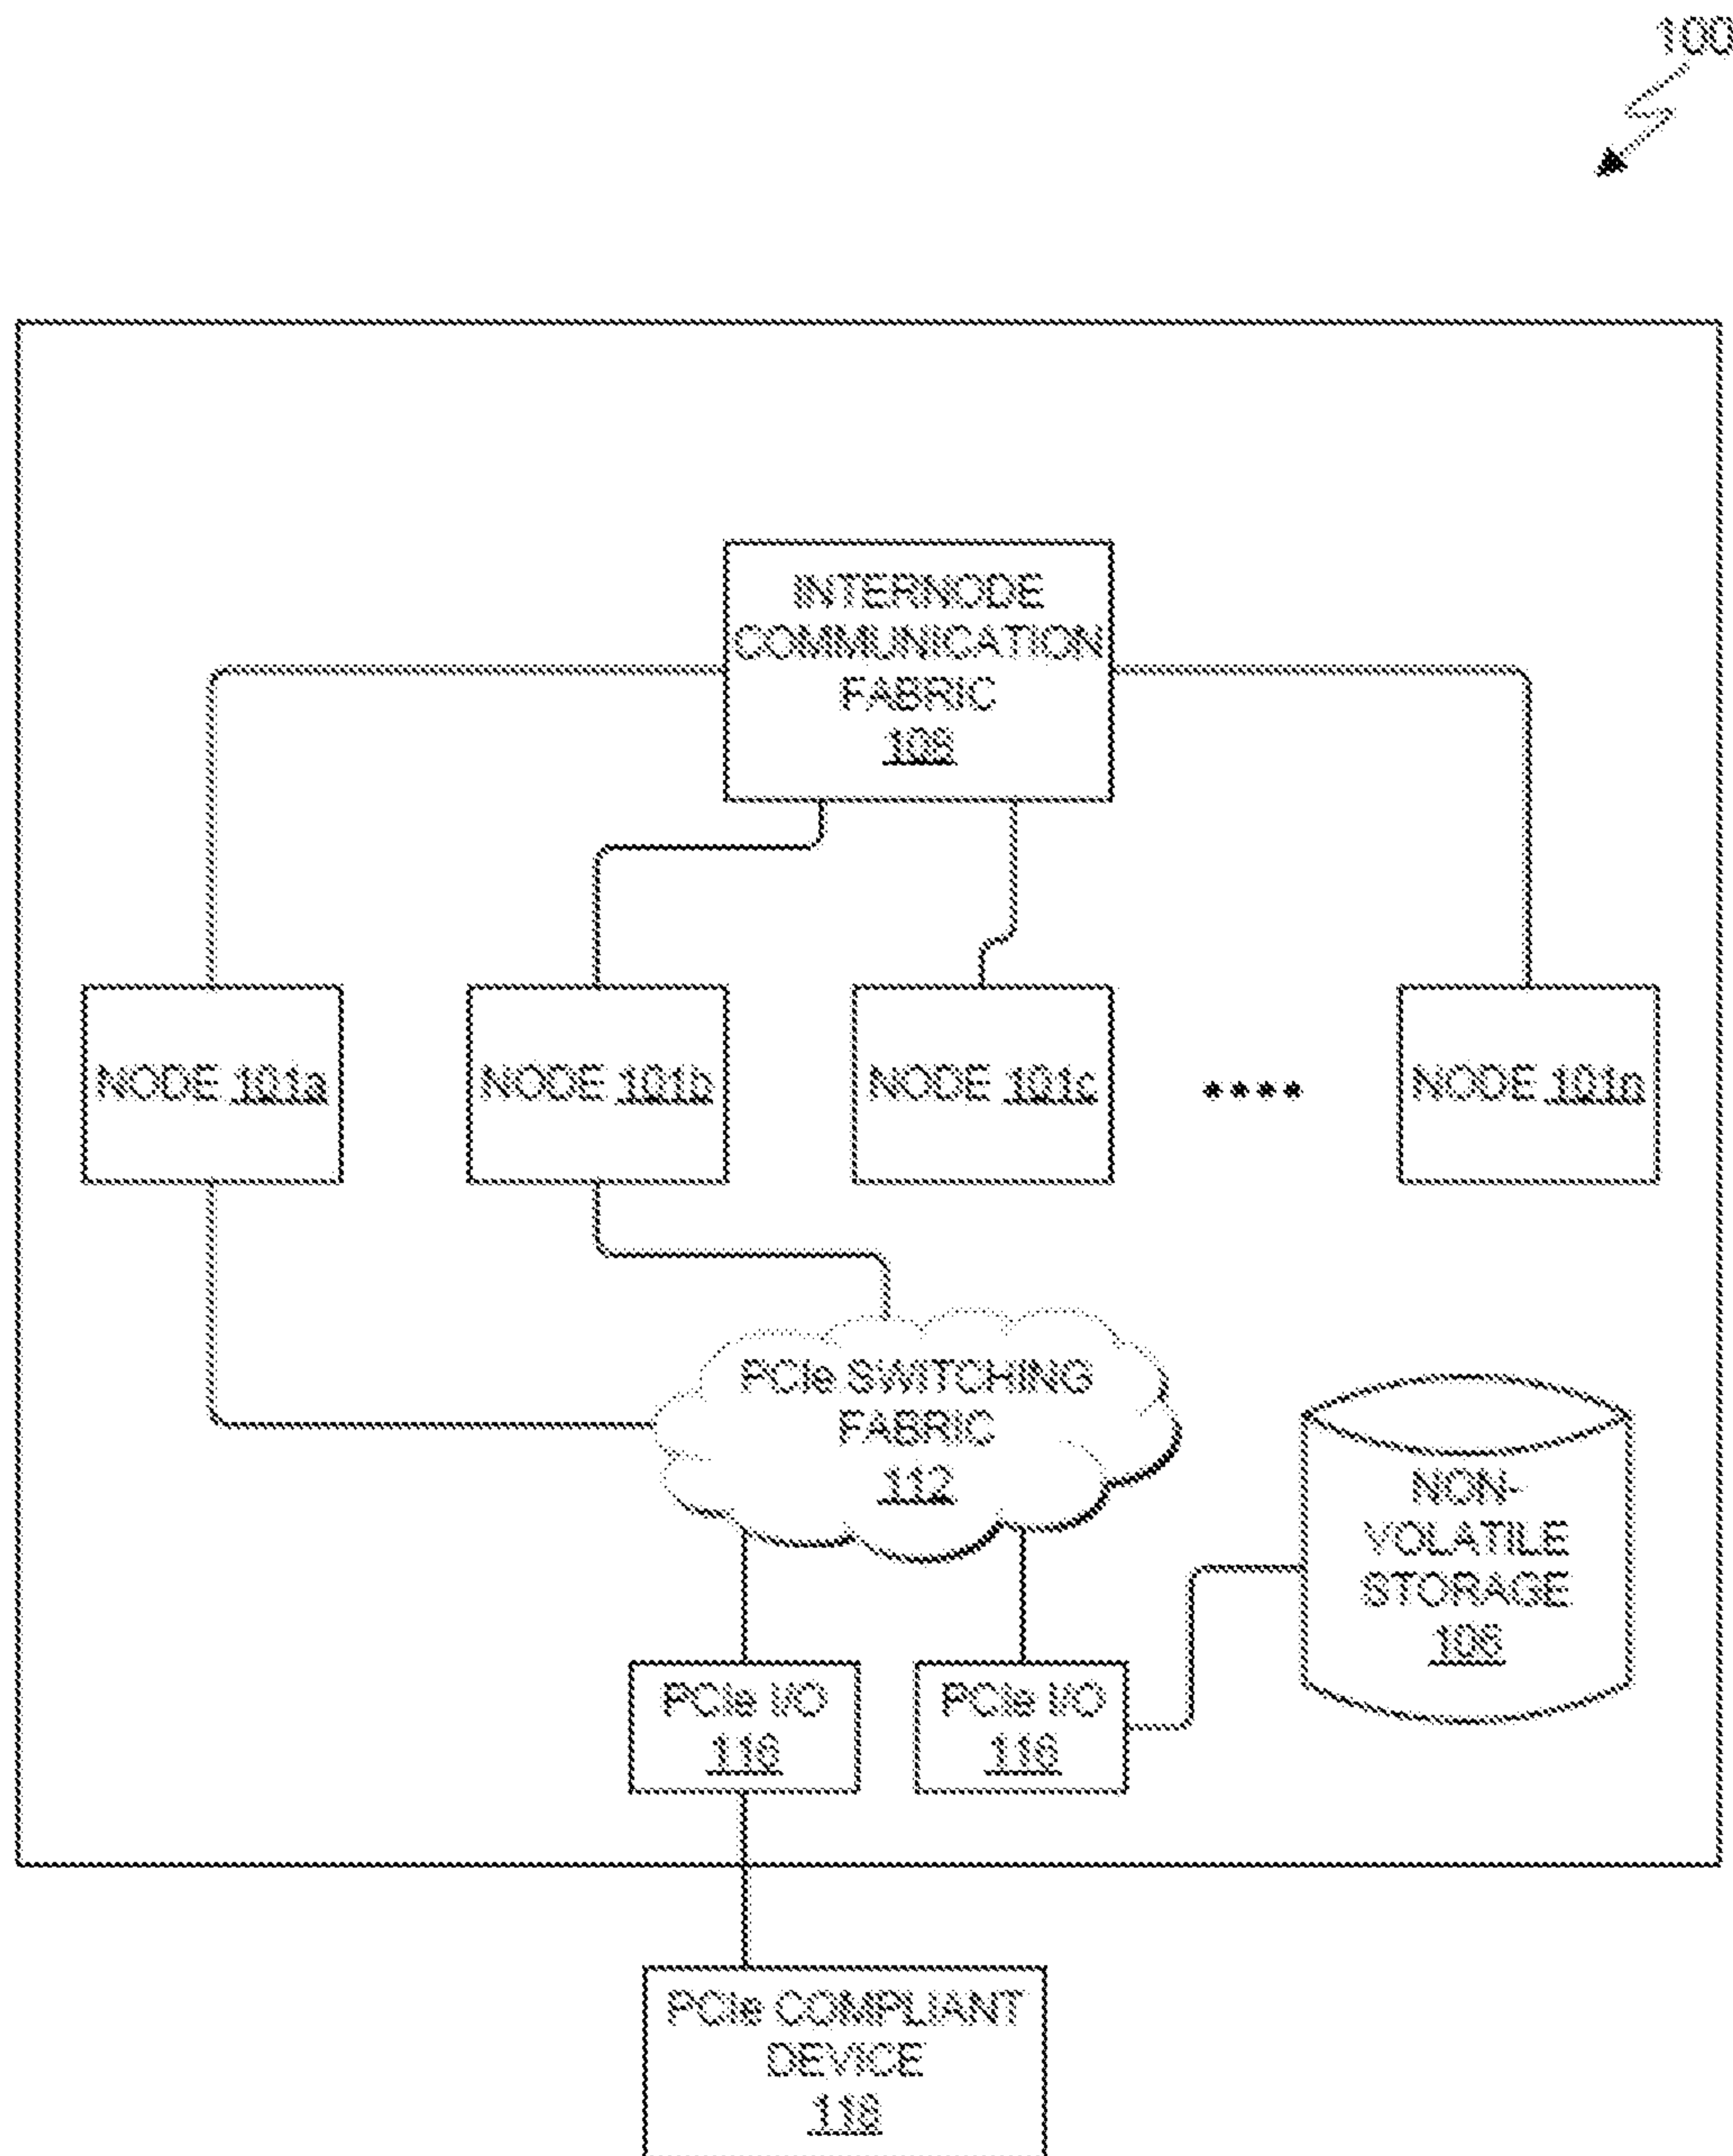 100
INTERNODE
COMMUNICATION
FABRIC
108
NODE 101a
NODE 101b
NODE 101c
NODE 101n
PCIe SWITCHING
FABRIC
112
NON-
VOLATILE
STORAGE
106
PCIe I/O
116
PCIe I/O
116
PCIe COMPLIANT
DEVICE
118